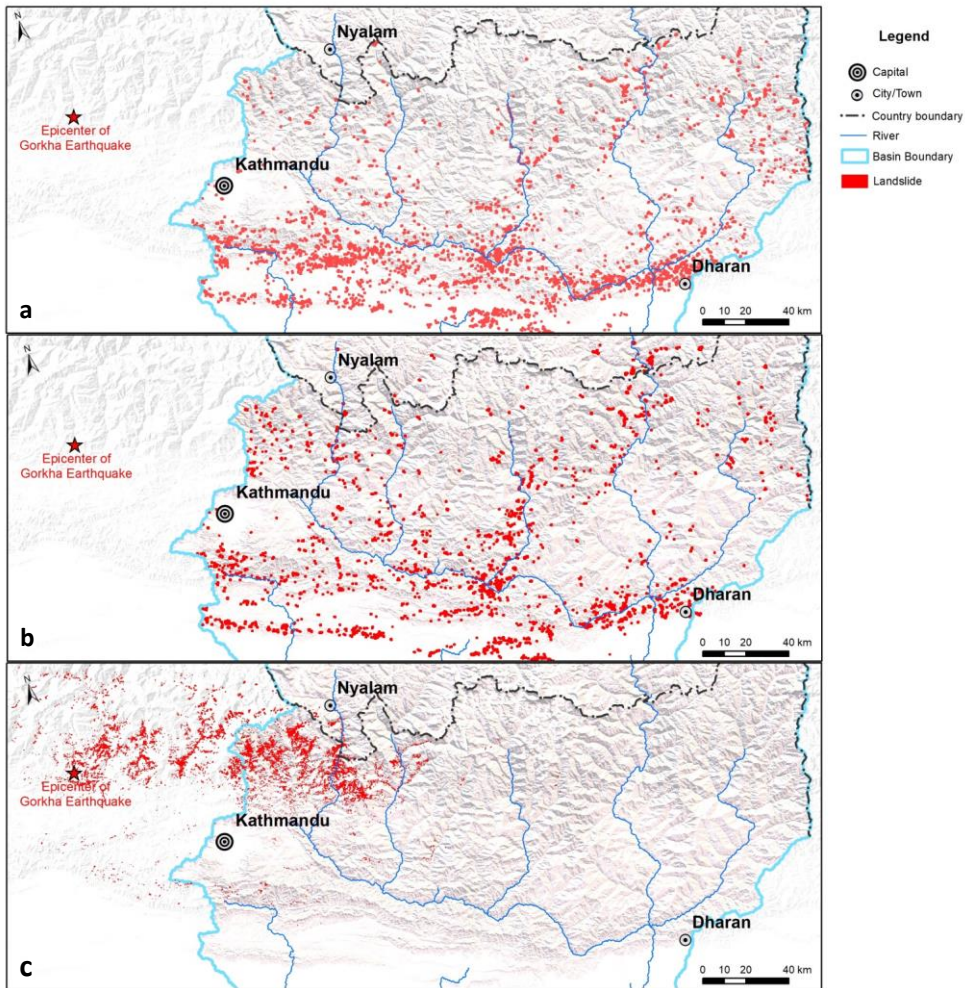 Nyalam
Epicenter of
Gorkha Earthquake
Kathmandu
Dharan
0 10 20 40 km
a
Nyalam
Epicenter of
Gorkha Earthquake
Kathmandu
Dharan
0 10 20 40 km
b
Nyalam
Epicenter of
Gorkha Earthquake
Kathmandu
Dharan
0 10 20 40 km
c
Legend
Capital
City/Town
Country boundary
River
Basin Boundary
Landslide